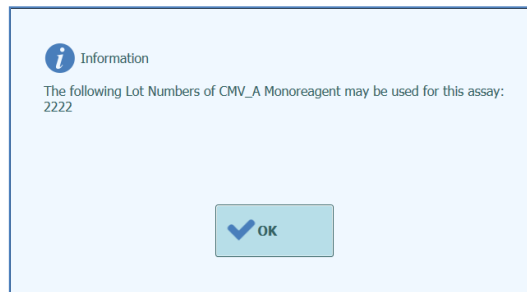 Information
The following Lot Numbers of CMV_A Monoreagent may be used for this assay:
2222
OK